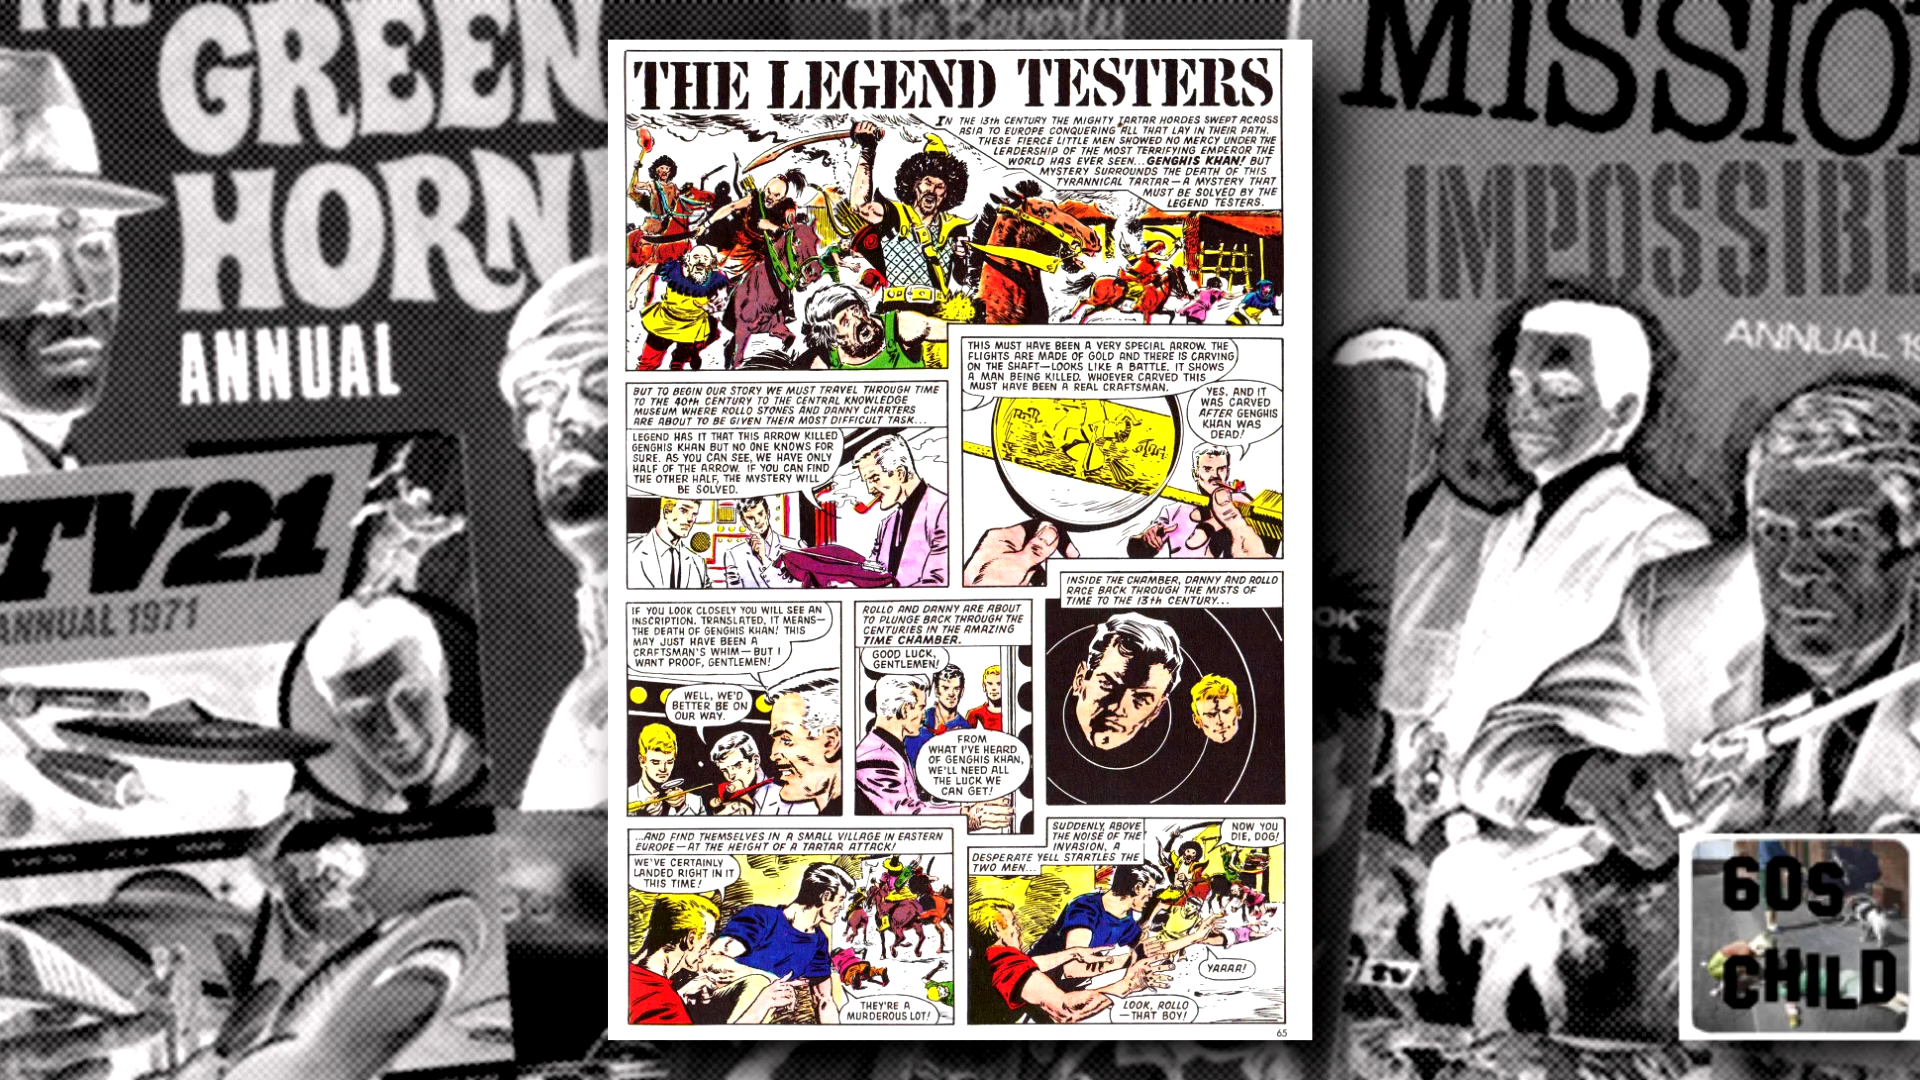 THE
GREEN
HORN
ANNUAL
TV21
ANNUAL 1971
The Beverly
MISSIO
ANNUAL 19
THE LEGEND TESTERS
IN THE 13th CENTURY THE MIGHTY TARTAR HORDES SWEPT ACROSS
ASIA TO EUROPE CONQUERING ALL THAT LAY IN THEIR PATH.
THESE FIERCE LITTLE MEN SHOWED NO MERCY UNDER THE
LEADERSHIP OF THE MOST TERRIFYING EMPEROR THE
WORLD HAS EVER SEEN...GENGHIS KHAN! BUT
MYSTERY SURROUNDS THE DEATH OF THIS
TYRANNICAL TARTAR—A MYSTERY THAT
MUST BE SOLVED BY THE
LEGEND TESTERS.
BUT TO BEGIN OUR STORY WE MUST TRAVEL THROUGH TIME
TO THE 40th CENTURY TO THE CENTRAL KNOWLEDGE
MUSEUM WHERE ROLLO STONES AND DANNY CHARTERS
ARE ABOUT TO BE GIVEN THEIR MOST DIFFICULT TASK...
LEGEND HAS IT THAT THIS ARROW KILLED
GENGHIS KHAN BUT NO ONE KNOWS FOR
SURE. AS YOU CAN SEE, WE HAVE ONLY
HALF OF THE ARROW. IF YOU CAN FIND
THE OTHER HALF, THE MYSTERY WILL
BE SOLVED.
THIS MUST HAVE BEEN A VERY SPECIAL ARROW. THE
FLIGHTS ARE MADE OF GOLD AND THERE IS CARVING
ON THE SHAFT—LOOKS LIKE A BATTLE. IT SHOWS
A MAN BEING KILLED. WHOEVER CARVED THIS
MUST HAVE BEEN A REAL CRAFTSMAN.
YES, AND IT
WAS CARVED
AFTER GENGHIS
KHAN WAS
DEAD!
IF YOU LOOK CLOSELY YOU WILL SEE AN
INSCRIPTION. TRANSLATED, IT MEANS—
THE DEATH OF GENGHIS KHAN! THIS
MAY JUST HAVE BEEN A
CRAFTSMAN'S WHIM—BUT I
WANT PROOF, GENTLEMEN!
WELL, WE'D
BETTER BE ON
OUR WAY.
ROLLO AND DANNY ARE ABOUT
TO PLUNGE BACK THROUGH THE
CENTURIES IN THE AMAZING
TIME CHAMBER.
GOOD LUCK,
GENTLEMEN!
FROM
WHAT I'VE HEARD
OF GENGHIS KHAN,
WE'LL NEED ALL
THE LUCK WE
CAN GET!
INSIDE THE CHAMBER, DANNY AND ROLLO
RACE BACK THROUGH THE MISTS OF
TIME TO THE 13th CENTURY...
...AND FIND THEMSELVES IN A SMALL VILLAGE IN EASTERN
EUROPE—AT THE HEIGHT OF A TARTAR ATTACK!
WE'VE CERTAINLY
LANDED RIGHT IN IT
THIS TIME!
THEY'RE A
MURDEROUS LOT!
SUDDENLY, ABOVE
THE NOISE OF THE
INVASION, A
DESPERATE YELL STARTLES THE
TWO MEN...
NOW YOU
DIE, DOG!
YAAAA!
LOOK, ROLLO
—THAT BOY!
65
60s
CHILD